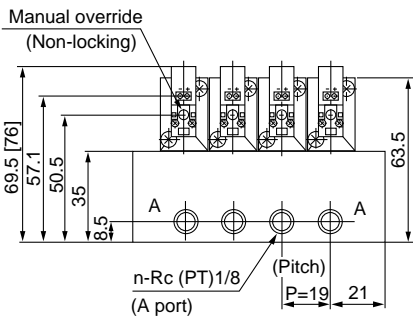 Manual override
(Non-locking)
69.5 [76]
57.1
50.5
35
8.5
63.5
A
A
n-Rc (PT)1/8
(A port)
(Pitch)
P=19
21